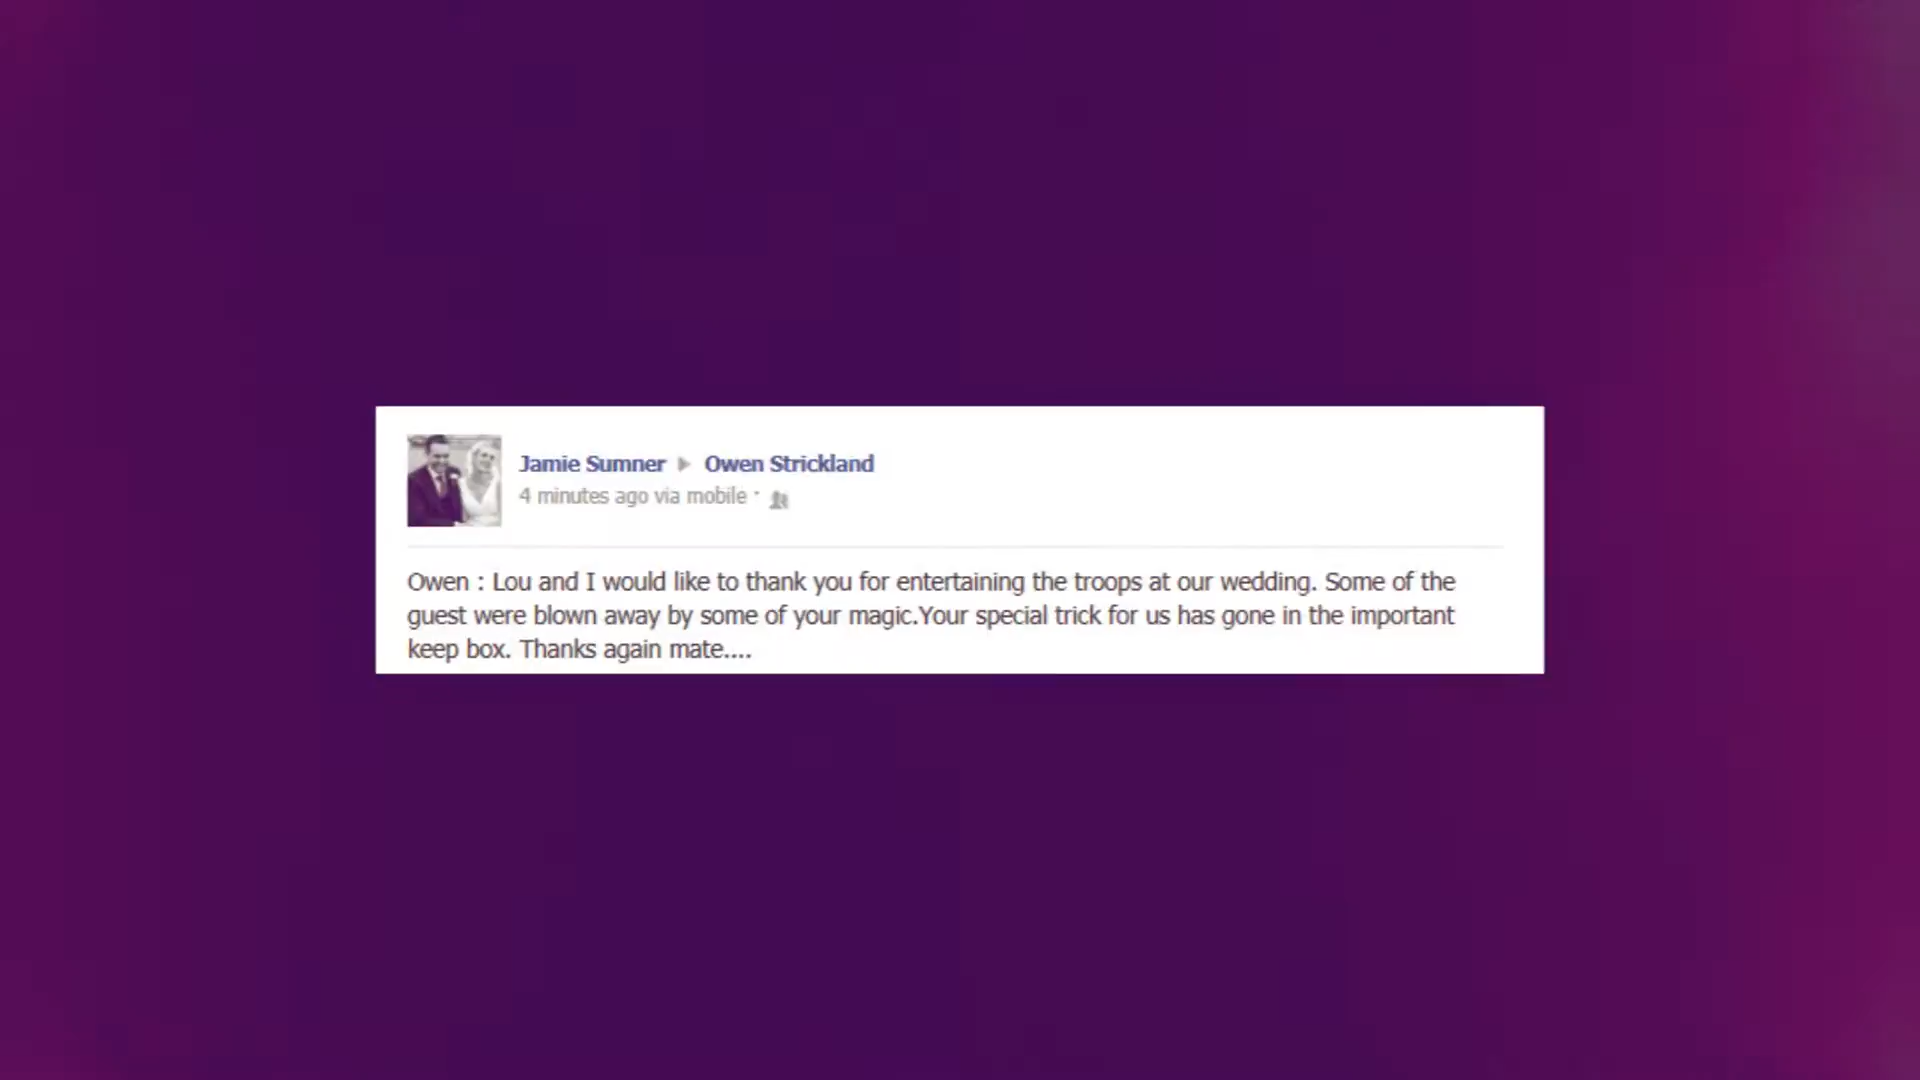 Jamie Sumner ▶ Owen Strickland
4 minutes ago via mobile ·
Owen : Lou and I would like to thank you for entertaining the troops at our wedding. Some of the
guest were blown away by some of your magic.Your special trick for us has gone in the important
keep box. Thanks again mate....